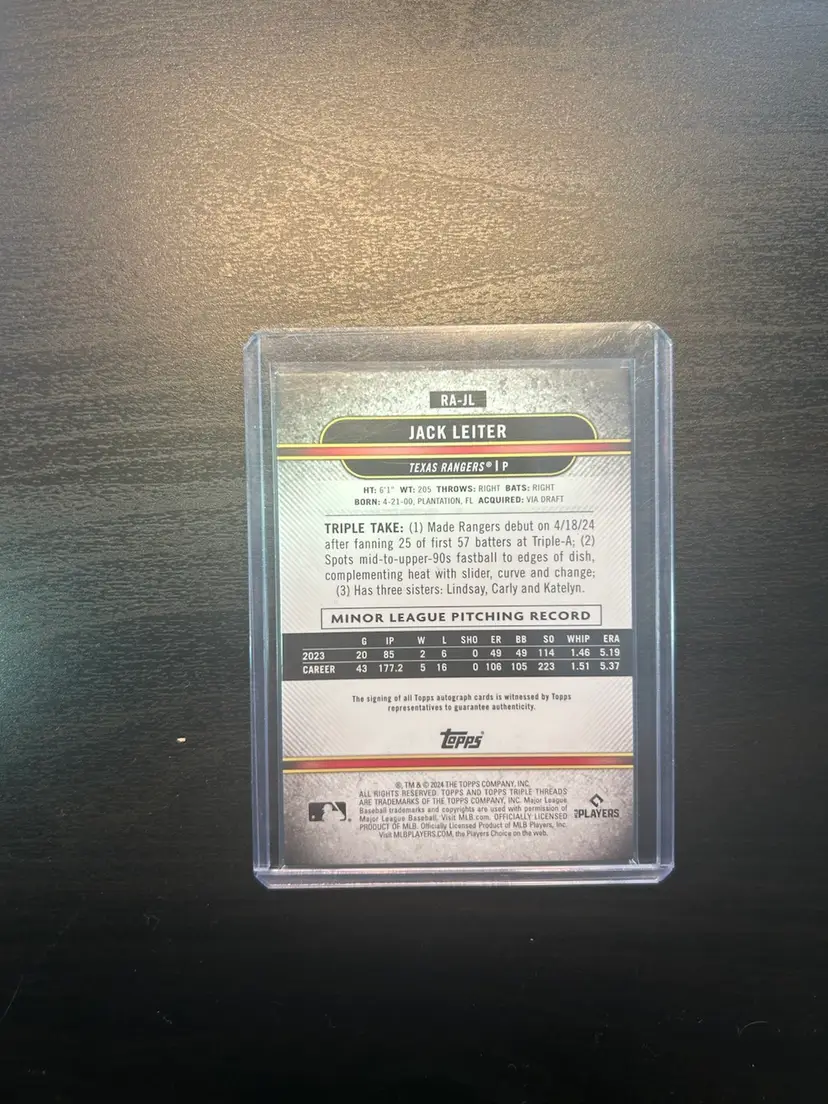 RA-JL
JACK LEITER
TEXAS RANGERS® | P
HT: 6'1" WT: 205 THROWS: RIGHT BATS: RIGHT
BORN: 4-21-00, PLANTATION, FL ACQUIRED: VIA DRAFT
TRIPLE TAKE: (1) Made Rangers debut on 4/18/24
after fanning 25 of first 57 batters at Triple-A; (2)
Spots mid-to-upper-90s fastball to edges of dish,
complementing heat with slider, curve and change;
(3) Has three sisters: Lindsay, Carly and Katelyn.
MINOR LEAGUE PITCHING RECORD
G IP W L SHO ER BB SO WHIP ERA
2023 20 85 2 6 0 49 49 114 1.46 5.19
CAREER 43 177.2 5 16 0 106 105 223 1.51 5.37
The signing of all Topps autograph cards is witnessed by Topps
representatives to guarantee authenticity.
Topps
®, TM & © 2024 THE TOPPS COMPANY, INC.
ALL RIGHTS RESERVED. TOPPS AND TOPPS TRIPLE THREADS
ARE TRADEMARKS OF THE TOPPS COMPANY, INC. Major League
Baseball trademarks and copyrights are used with permission of
Major League Baseball. Visit MLB.com. OFFICIALLY LICENSED
PRODUCT OF MLB. Officially Licensed Product of MLB Players, Inc.
Visit MLBPLAYERS.COM, the Players Choice on the web.
MLB PLAYERS